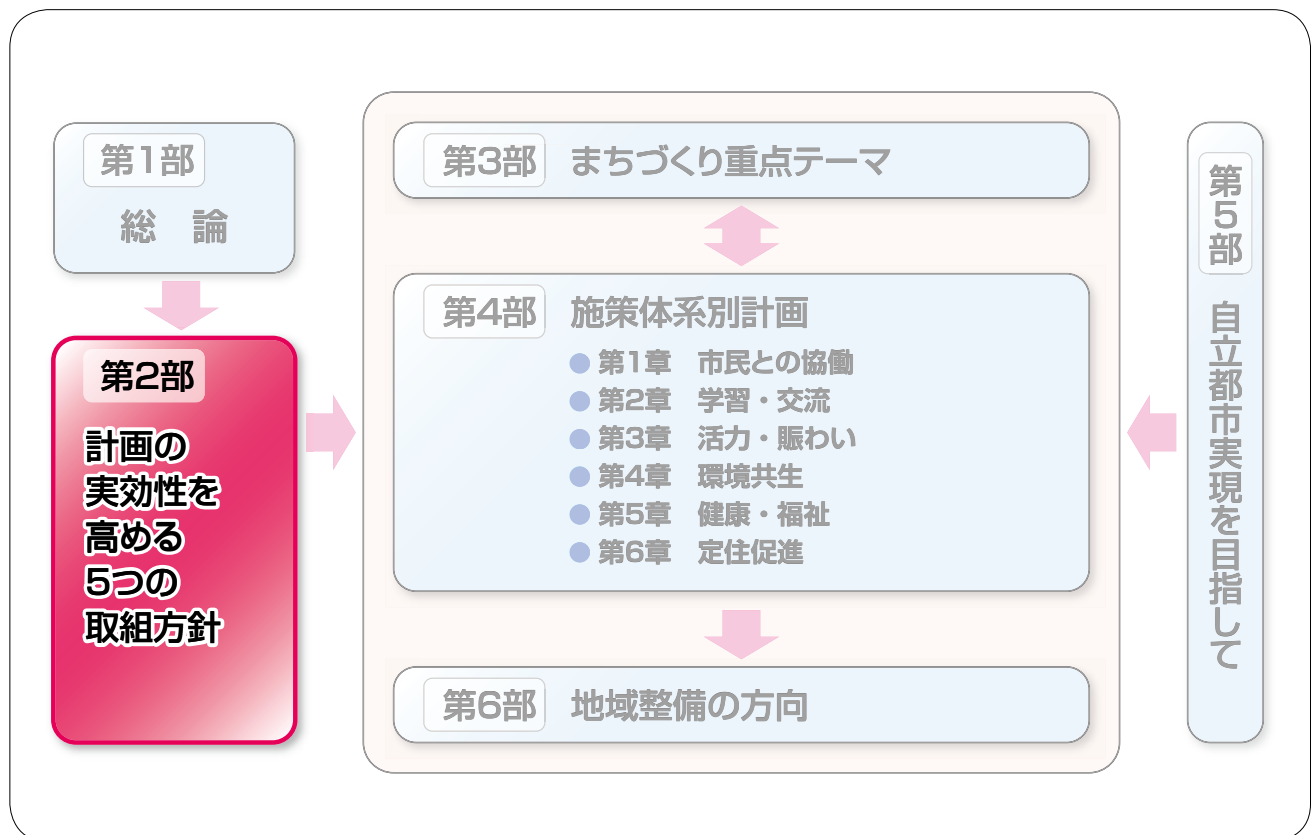 第1部
総　論
第2部
計画の
実効性を
高める
5つの
取組方針
第3部　まちづくり重点テーマ
第4部　施策体系別計画
● 第1章　市民との協働
● 第2章　学習・交流
● 第3章　活力・賑わい
● 第4章　環境共生
● 第5章　健康・福祉
● 第6章　定住促進
第6部　地域整備の方向
第5部　自立都市実現を目指して